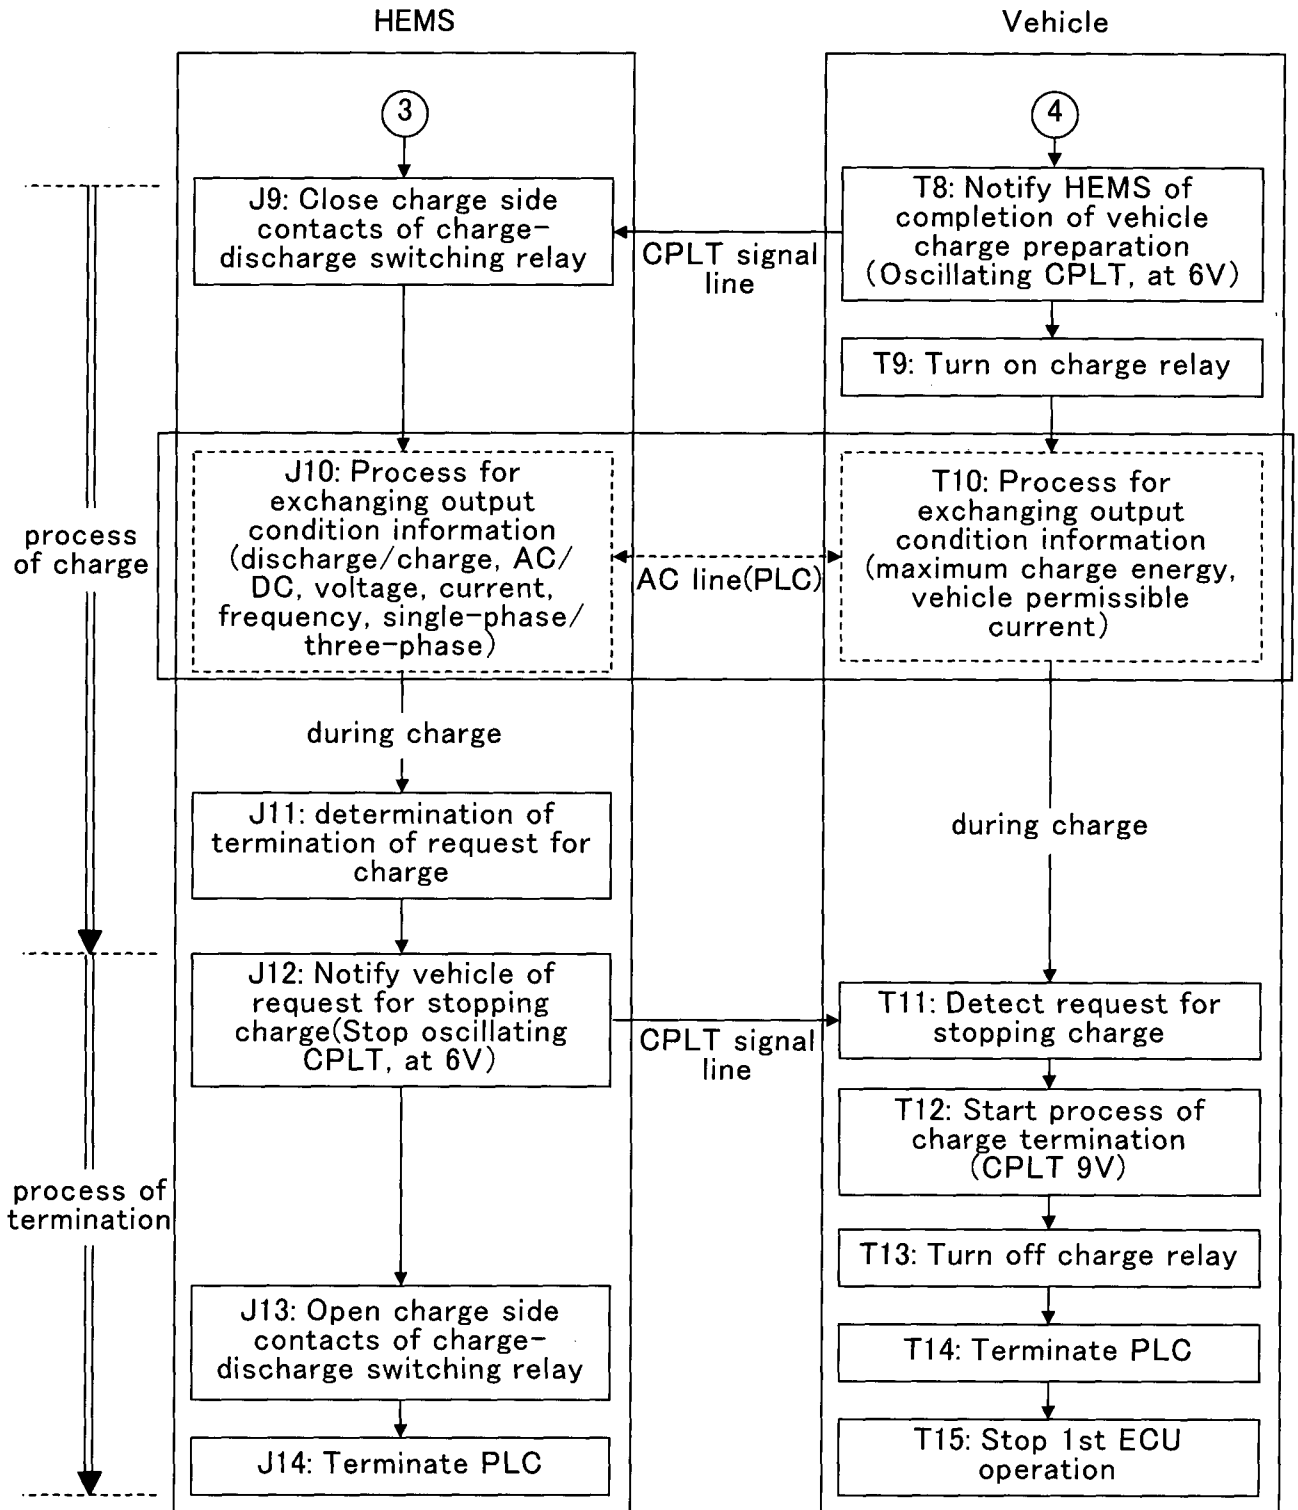 HEMS
Vehicle
3
4
J9: Close charge side
contacts of charge-
discharge switching relay
T8: Notify HEMS of
completion of vehicle
charge preparation
(Oscillating CPLT, at 6V)
CPLT signal
line
T9: Turn on charge relay
process
of charge
J10: Process for
exchanging output
condition information
(discharge/charge, AC/
DC, voltage, current,
frequency, single-phase/
three-phase)
AC line(PLC)
T10: Process for
exchanging output
condition information
(maximum charge energy,
vehicle permissible
current)
during charge
J11: determination of
termination of request for
charge
during charge
J12: Notify vehicle of
request for stopping
charge(Stop oscillating
CPLT, at 6V)
CPLT signal
line
T11: Detect request for
stopping charge
T12: Start process of
charge termination
(CPLT 9V)
process of
termination
T13: Turn off charge relay
J13: Open charge side
contacts of charge-
discharge switching relay
T14: Terminate PLC
J14: Terminate PLC
T15: Stop 1st ECU
operation